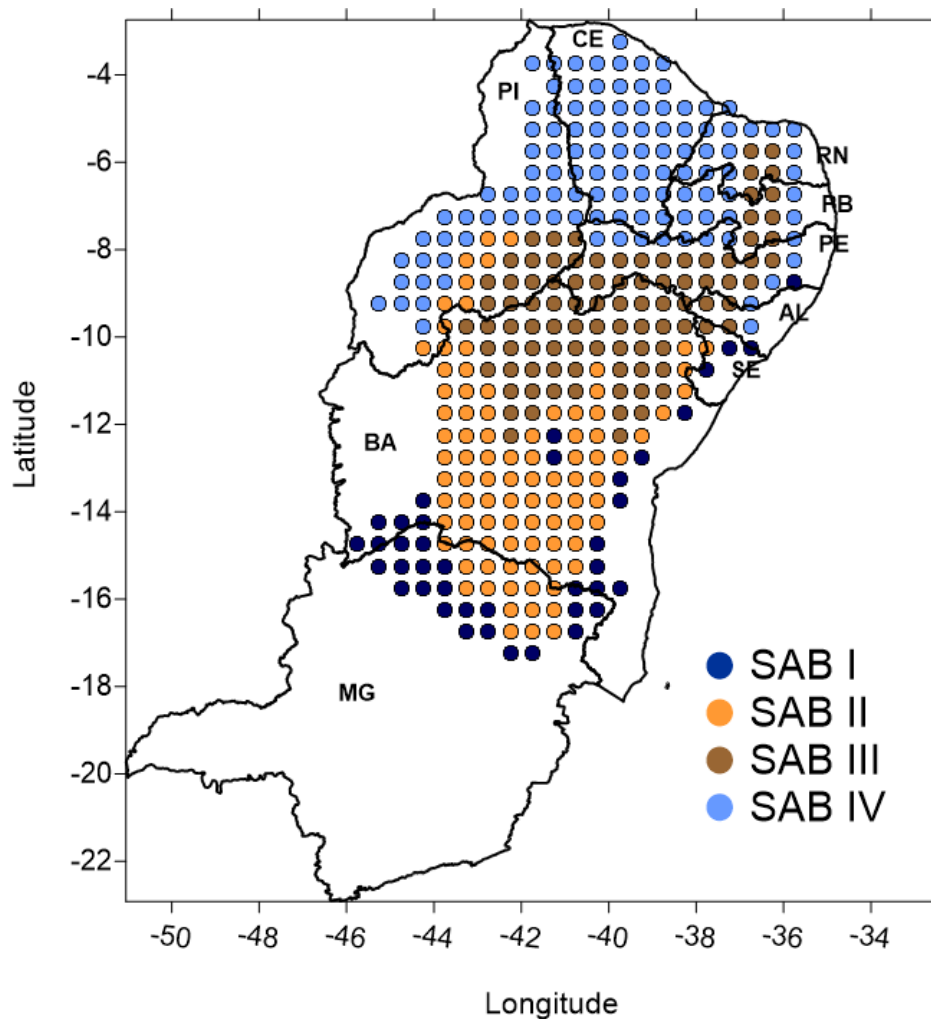 CE
-4
PI
-6
RN
PB
-8
PE
AL
-10
SE
-12
BA
-14
-16
-18
MG
-20
-22
Latitude
SAB I
SAB II
SAB III
SAB IV
-50
-48
-46
-44
-42
-40
-38
-36
-34
Longitude